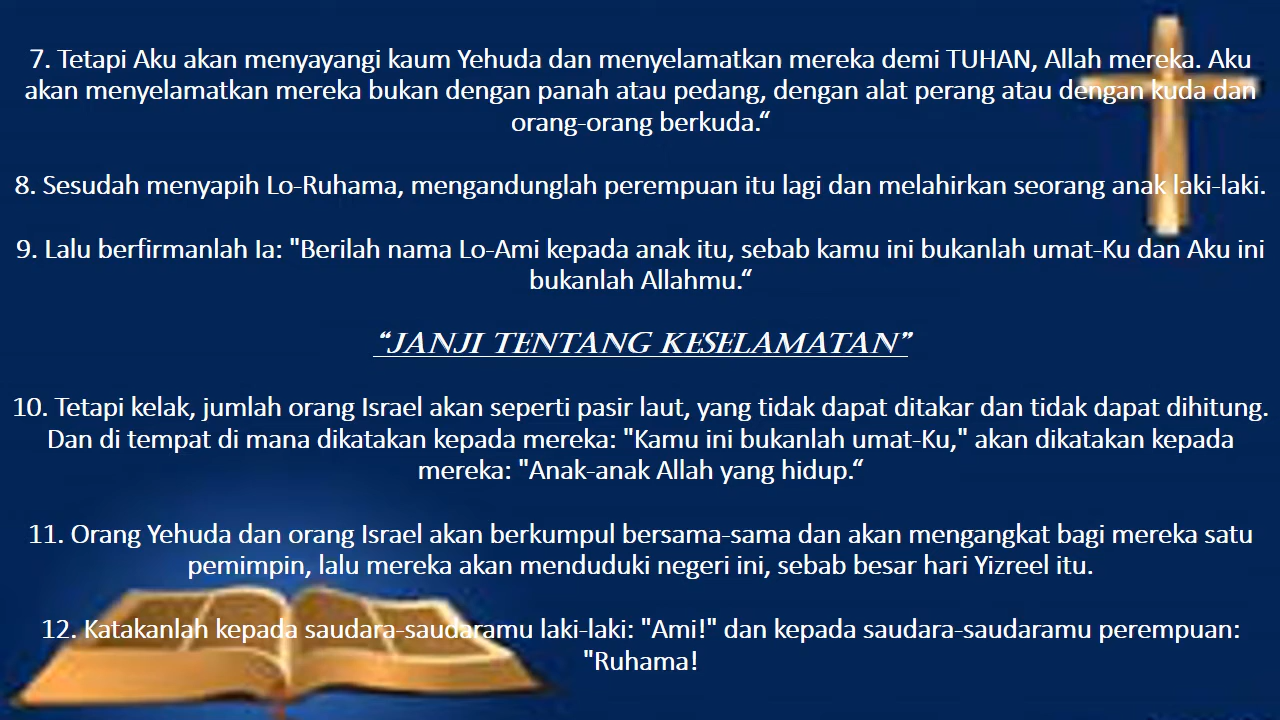 7. Tetapi Aku akan menyayangi kaum Yehuda dan menyelamatkan mereka demi TUHAN, Allah mereka. Aku
akan menyelamatkan mereka bukan dengan panah atau pedang, dengan alat perang atau dengan kuda dan
orang-orang berkuda.“
8. Sesudah menyapih Lo-Ruhama, mengandunglah perempuan itu lagi dan melahirkan seorang anak laki-laki.
9. Lalu berfirmanlah Ia: "Berilah nama Lo-Ami kepada anak itu, sebab kamu ini bukanlah umat-Ku dan Aku ini
bukanlah Allahmu.“
“JANJI TENTANG KESELAMATAN”
10. Tetapi kelak, jumlah orang Israel akan seperti pasir laut, yang tidak dapat ditakar dan tidak dapat dihitung.
Dan di tempat di mana dikatakan kepada mereka: "Kamu ini bukanlah umat-Ku," akan dikatakan kepada
mereka: "Anak-anak Allah yang hidup.“
11. Orang Yehuda dan orang Israel akan berkumpul bersama-sama dan akan mengangkat bagi mereka satu
pemimpin, lalu mereka akan menduduki negeri ini, sebab besar hari Yizreel itu.
12. Katakanlah kepada saudara-saudaramu laki-laki: "Ami!" dan kepada saudara-saudaramu perempuan:
"Ruhama!